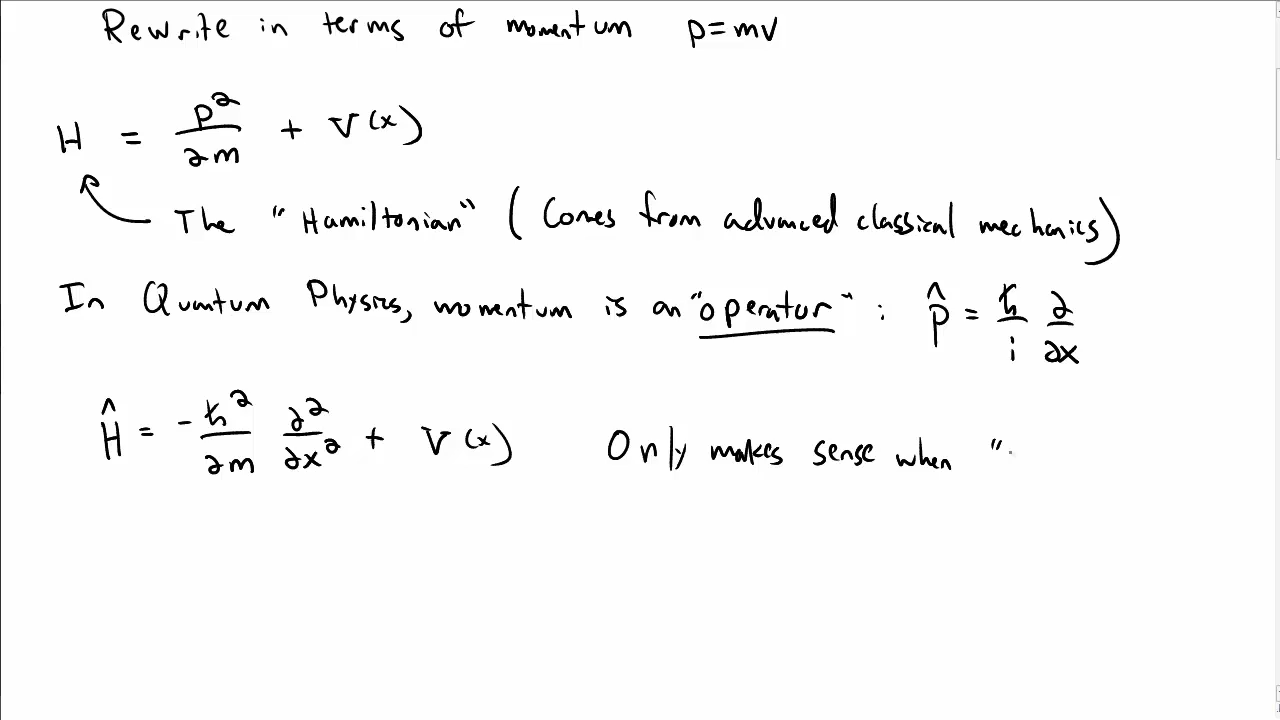 Rewrite in terms of momentum p=mv
H = p²/2m + V(x)
The "Hamiltonian" (Comes from advanced classical mechanics)
In Quantum Physics, momentum is an "operator" : p̂ = ℏ/i ∂/∂x
Ĥ = -ℏ²/2m ∂²/∂x² + V(x) Only makes sense when "